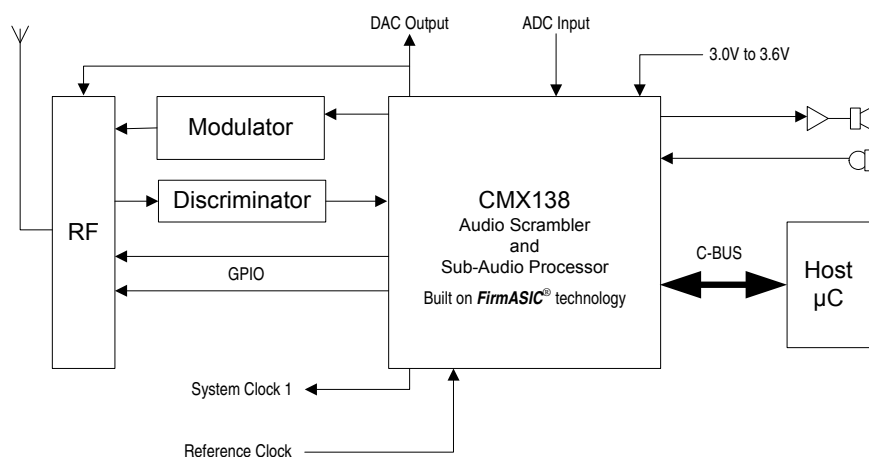 DAC Output
ADC Input
3.0V to 3.6V
Modulator
Discriminator
RF
GPIO
CMX138
Audio Scrambler
and
Sub-Audio Processor
Built on FirmASIC® technology
C-BUS
Host
µC
System Clock 1
Reference Clock